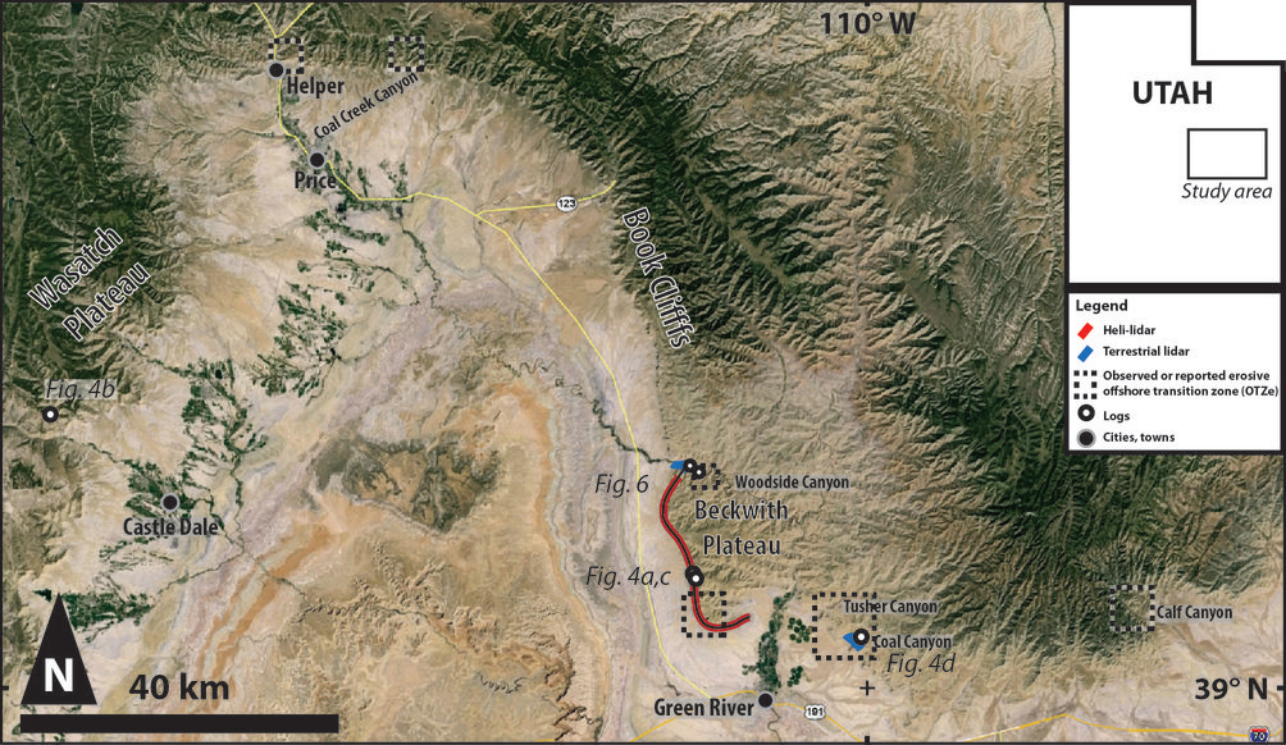 110° W
UTAH
Study area
Helper
Coal Creek Canyon
Price
123
Book Clifffs
Wasatch
Plateau
Legend
Heli-lidar
Terrestrial lidar
Observed or reported erosive
offshore transition zone (OTZe)
Logs
Cities, towns
Fig. 4b
Castle Dale
Fig. 6
Woodside Canyon
Beckwith
Plateau
Fig. 4a,c
Tusher Canyon
Coal Canyon
Fig. 4d
Calf Canyon
N
40 km
Green River
191
39° N
70